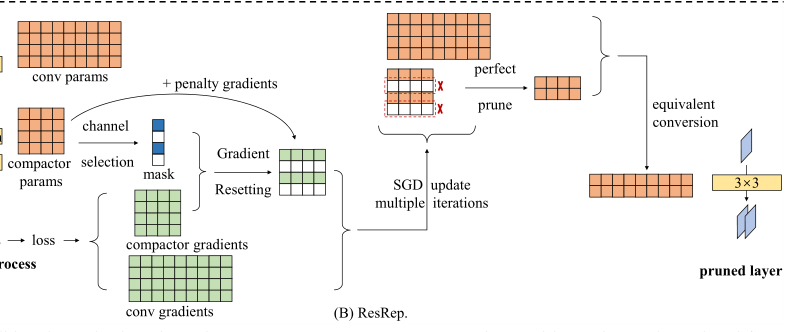 conv params
+ penalty gradients
perfect
prune
channel
selection
compactor
params
mask
Gradient
Resetting
equivalent
conversion
SGD update
multiple iterations
3×3
loss
compactor gradients
rocess
conv gradients
pruned layer
(B) ResRep.
X
X